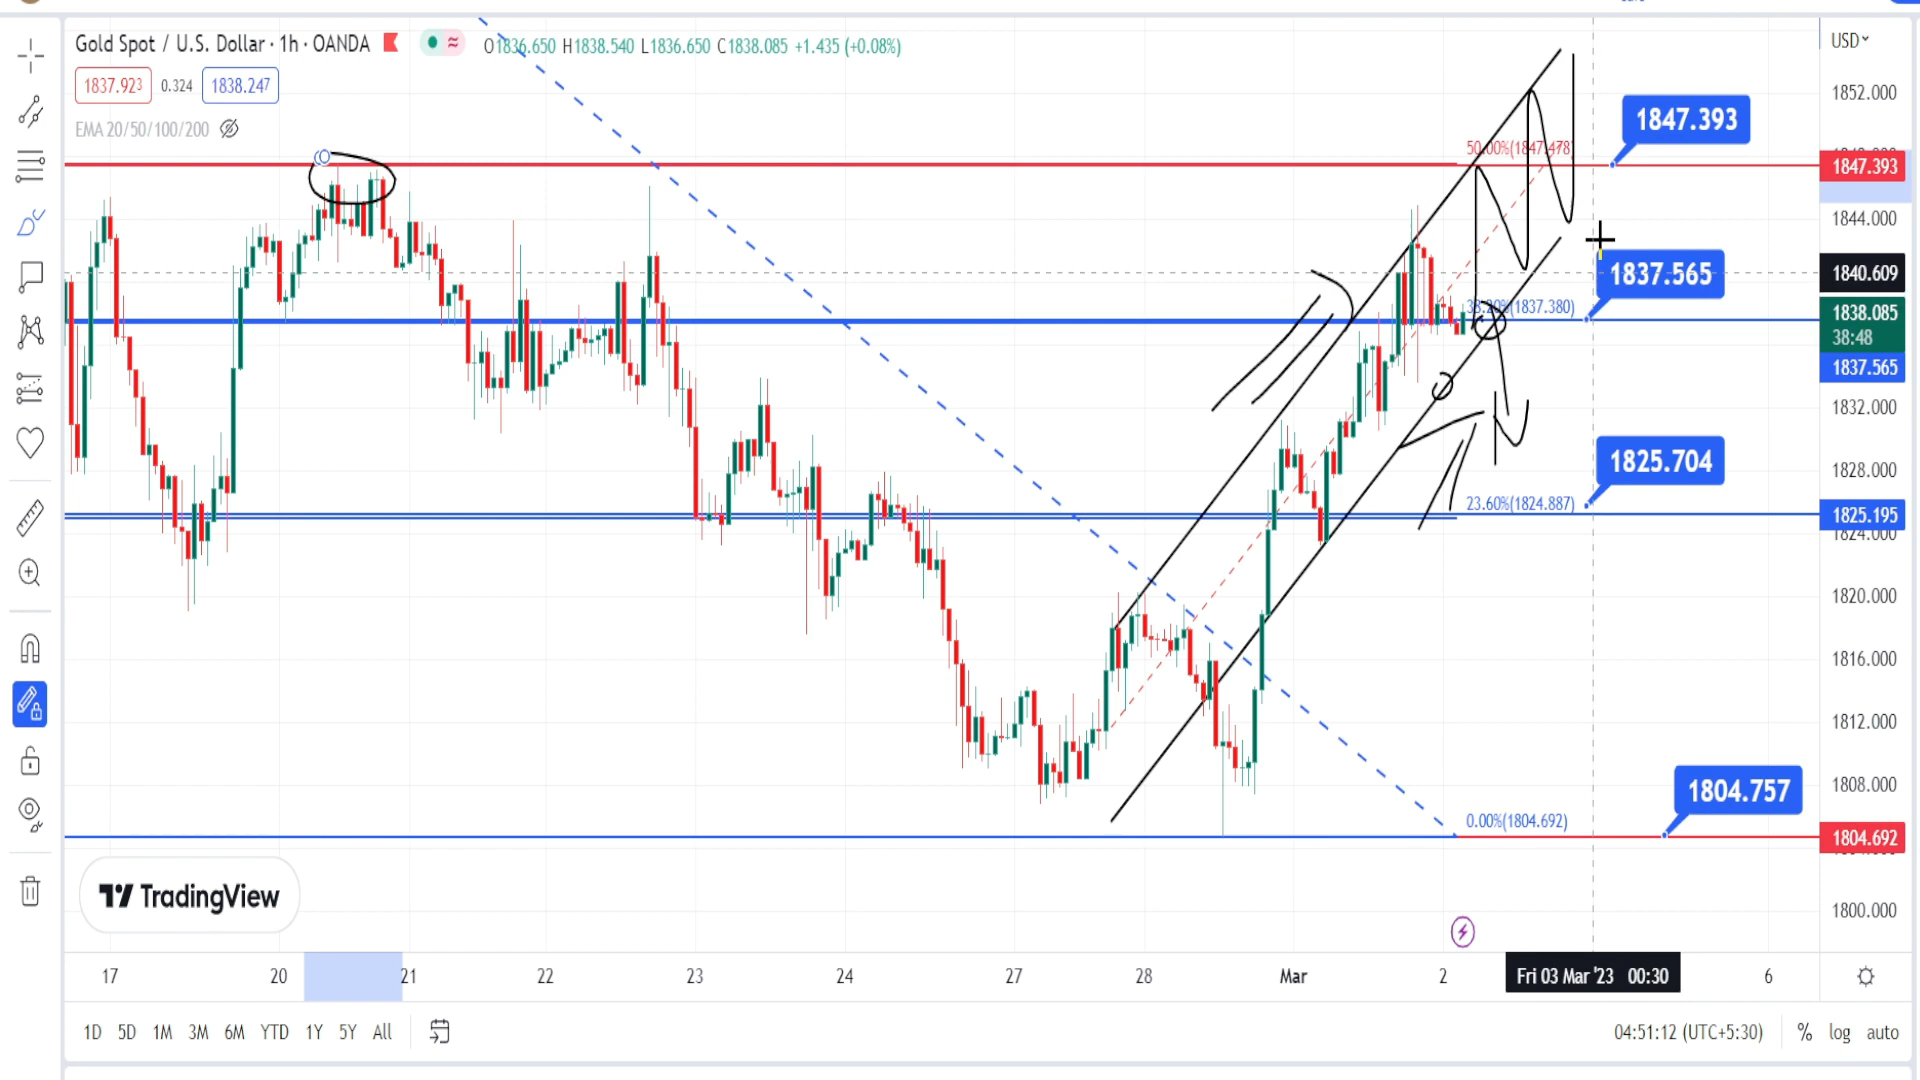 Gold Spot / U.S. Dollar · 1h · OANDA
O1836.650 H1838.540 L1836.650 C1838.085 +1.435 (+0.08%)
1837.923 0.324 1838.247
EMA 20/50/100/200
USD
1852.000
1847.393
50.00%(1847.478)
1847.393
1844.000
1837.565
1840.609
38.20%(1837.380)
1838.085
38:48
1837.565
1832.000
1825.704
1828.000
23.60%(1824.887)
1825.195
1824.000
1820.000
1816.000
1812.000
1808.000
1804.757
0.00%(1804.692)
1804.692
TradingView
1800.000
17 20 21 22 23 24 27 28 Mar 2 Fri 03 Mar '23 00:30 6
1D 5D 1M 3M 6M YTD 1Y 5Y All
04:51:12 (UTC+5:30) % log auto